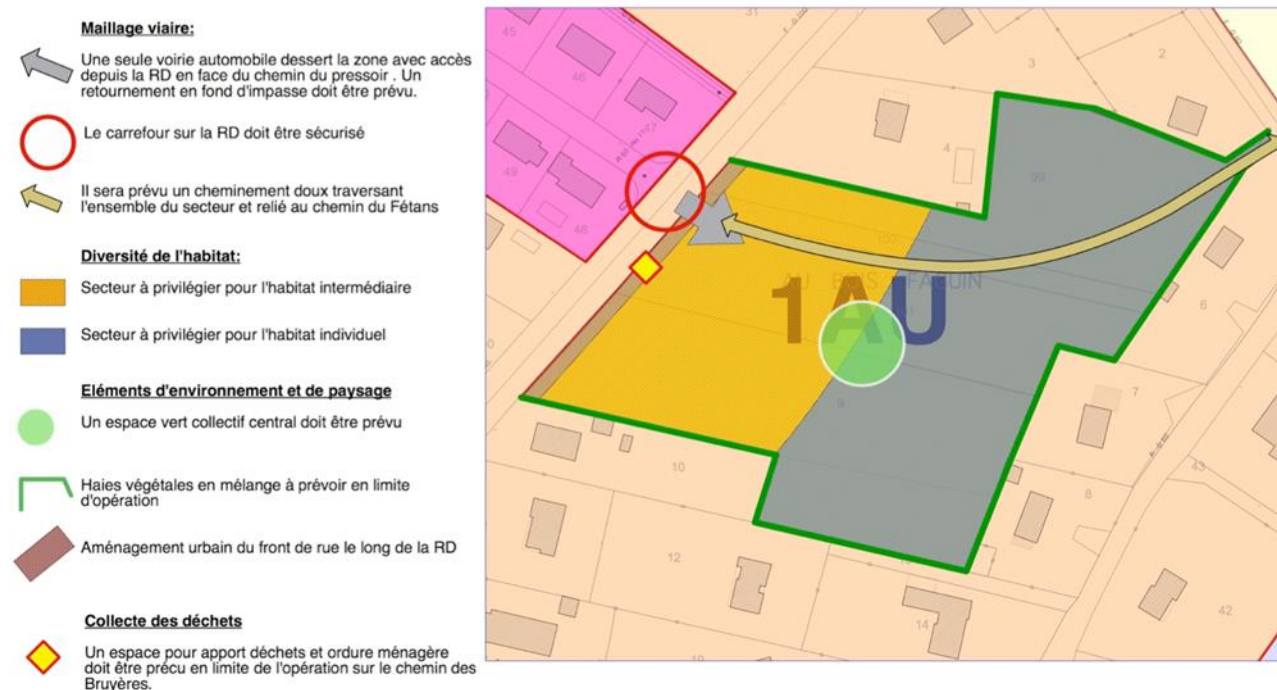 Maillage viaire:
Une seule voirie automobile dessert la zone avec accès
depuis la RD en face du chemin du pressoir . Un
retournement en fond d'impasse doit être prévu.
Le carrefour sur la RD doit être sécurisé
Il sera prévu un cheminement doux traversant
l'ensemble du secteur et relié au chemin du Fétans
Diversité de l'habitat:
Secteur à privilégier pour l'habitat intermédiaire
Secteur à privilégier pour l'habitat individuel
Eléments d'environnement et de paysage
Un espace vert collectif central doit être prévu
Haies végétales en mélange à prévoir en limite
d'opération
Aménagement urbain du front de rue le long de la RD
Collecte des déchets
Un espace pour apport déchets et ordure ménagère
doit être précu en limite de l'opération sur le chemin des
Bruyères.
31
45
46
2
3
4
49
48
99
100
AU BOIS
1AU
6
9
7
10
8
43
12
14
42